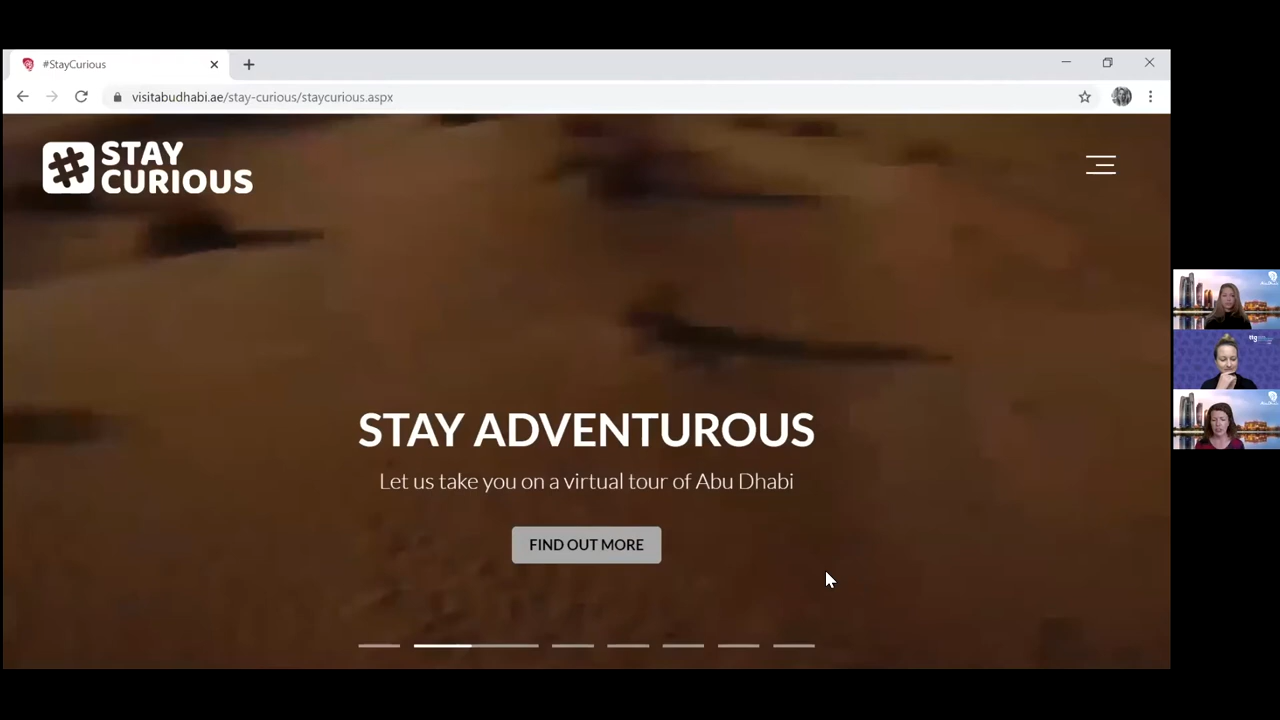 #StayCurious
visitabudhabi.ae/stay-curious/staycurious.aspx
# STAY
CURIOUS
STAY ADVENTUROUS
Let us take you on a virtual tour of Abu Dhabi
FIND OUT MORE
ttg